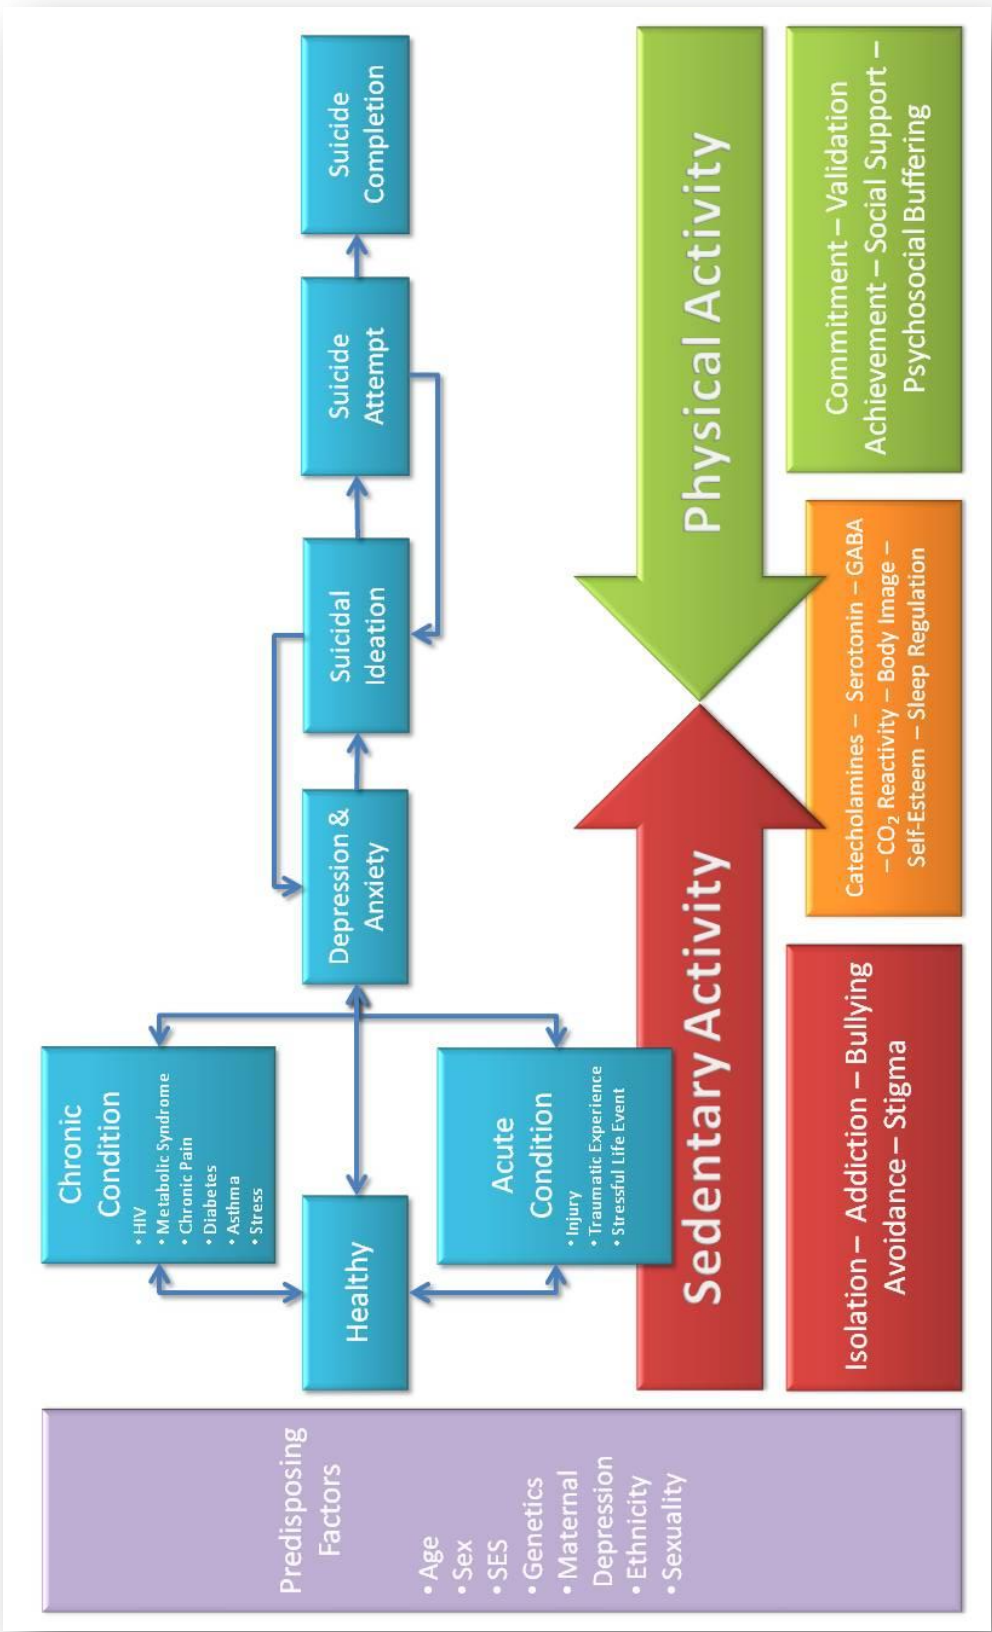 Predisposing
Factors
• Age
• Sex
• SES
• Genetics
• Maternal
Depression
• Ethnicity
• Sexuality
Chronic
Condition
• HIV
• Metabolic Syndrome
• Chronic Pain
• Diabetes
• Asthma
• Stress
Healthy
Acute
Condition
• Injury
• Traumatic Experience
• Stressful Life Event
Depression &
Anxiety
Suicidal
Ideation
Suicide
Attempt
Suicide
Completion
Sedentary Activity
Physical Activity
Isolation – Addiction – Bullying
Avoidance – Stigma
Catecholamines – Serotonin – GABA
– CO₂ Reactivity – Body Image –
Self-Esteem – Sleep Regulation
Commitment – Validation
Achievement – Social Support –
Psychosocial Buffering